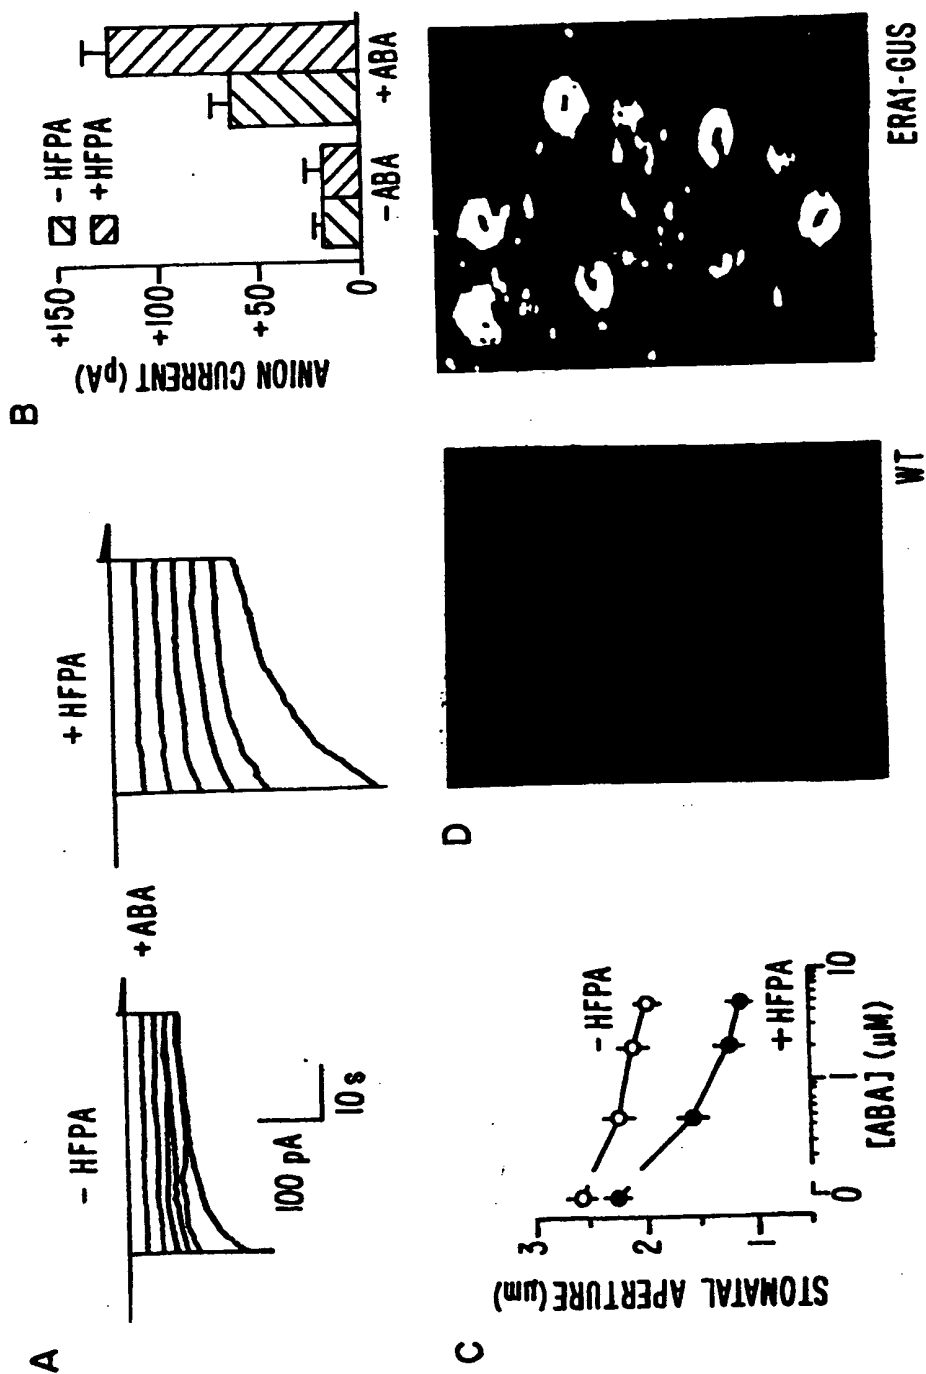 A
- HFPA
+ ABA
+ HFPA
100 pA
10 s
B
- HFPA
+ HFPA
+150
+100
+50
0
ANION CURRENT (pA)
- ABA
+ ABA
C
3
2
1
STOMATAL APERTURE (μm)
- HFPA
+ HFPA
0
1
10
[ABA] (μM)
D
WT
ERA1-GUS